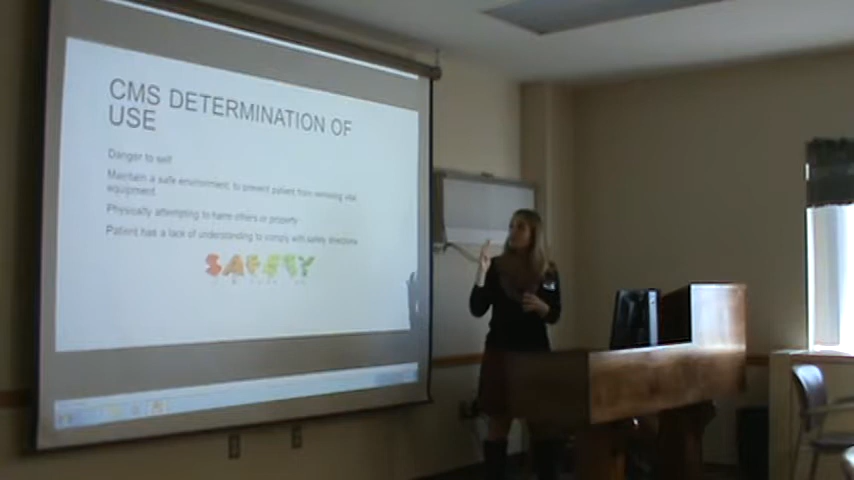 CMS DETERMINATION OF
USE
Danger to self
Maintain a safe environment; to prevent patient from removing vital
equipment
Physically attempting to harm others or property
Patient has a lack of understanding to comply with safety directions
SAFETY